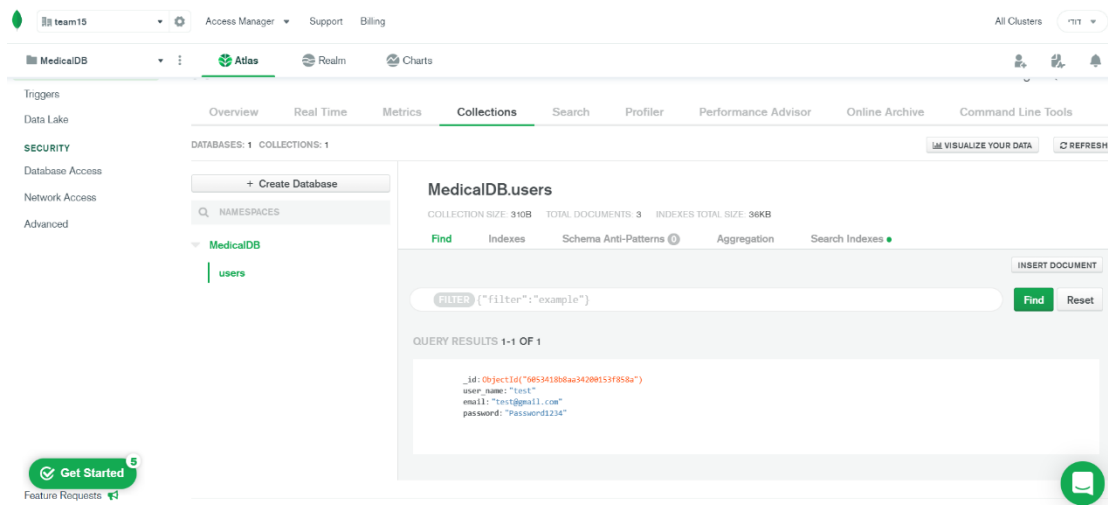 team15 Access Manager Support Billing All Clusters דודי
MedicalDB Atlas Realm Charts
Triggers
Data Lake
SECURITY
Database Access
Network Access
Advanced
Get Started 5
Feature Requests
Overview Real Time Metrics Collections Search Profiler Performance Advisor Online Archive Command Line Tools
DATABASES: 1 COLLECTIONS: 1 VISUALIZE YOUR DATA REFRESH
+ Create Database
NAMESPACES
MedicalDB
users
MedicalDB.users
COLLECTION SIZE: 310B TOTAL DOCUMENTS: 3 INDEXES TOTAL SIZE: 36KB
Find Indexes Schema Anti-Patterns 0 Aggregation Search Indexes
INSERT DOCUMENT
FILTER {"filter":"example"} Find Reset
QUERY RESULTS 1-1 OF 1
_id:ObjectId("6053418b8aa34200153f858a")
user_name:"test"
email:"test@gmail.com"
password:"Password1234"